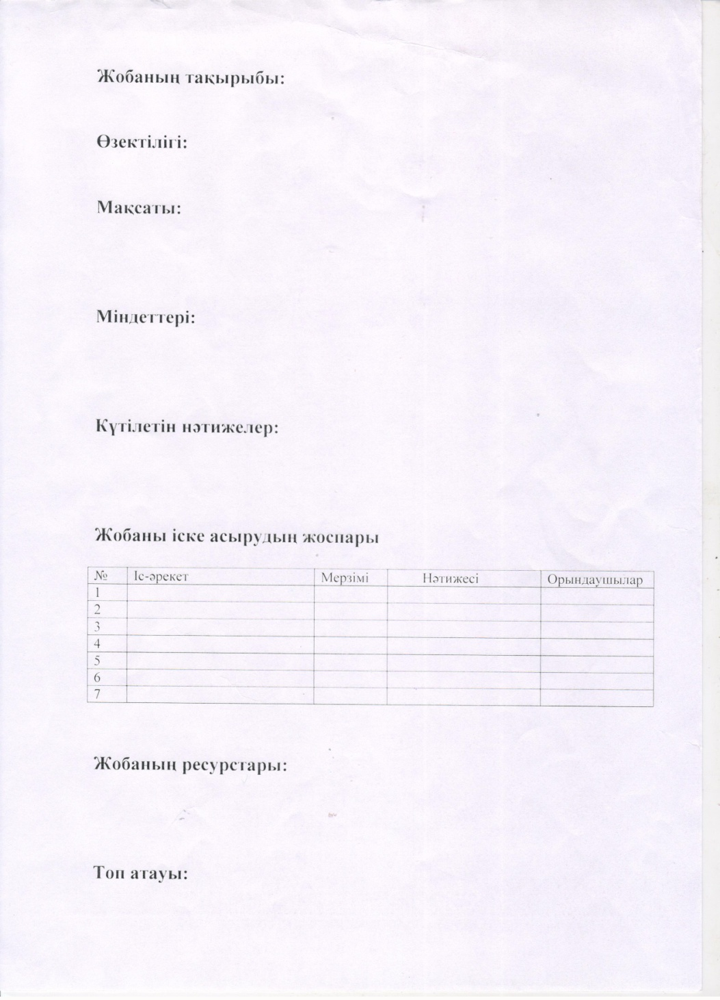 Жобаның тақырыбы:
Өзектілігі:
Мақсаты:
Міндеттері:
Күтілетін нәтижелер:
Жобаны іске асырудың жоспары
№ Іс-әрекет Мерзімі Нәтижесі Орындаушылар
1
2
3
4
5
6
7
Жобаның ресурстары:
Топ атауы: